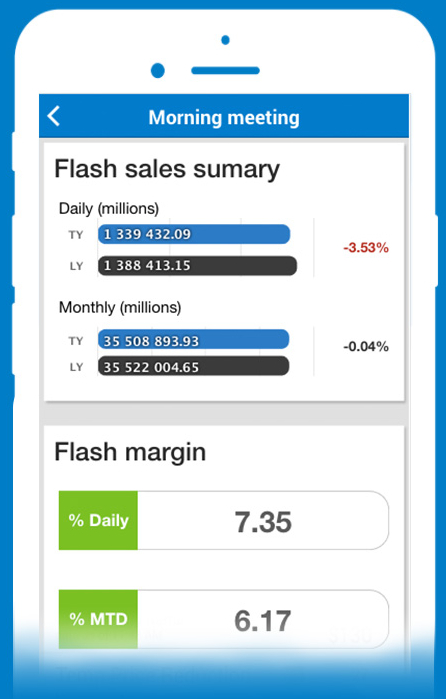 Morning meeting
Flash sales sumary
Daily (millions)
TY 1 339 432.09
-3.53%
LY 1 388 413.15
Monthly (millions)
TY 35 508 893.93
-0.04%
LY 35 522 004.65
Flash margin
% Daily 7.35
% MTD 6.17